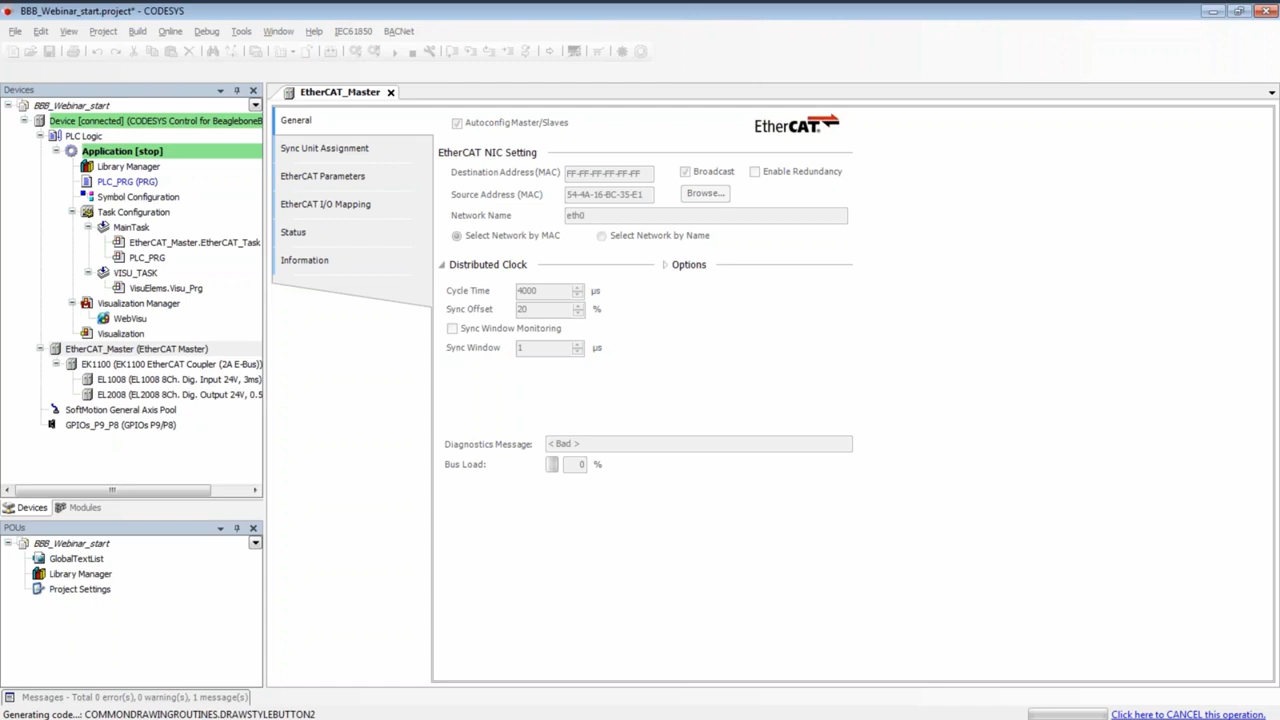 BBB_Webinar_start.project* - CODESYS
File Edit View Project Build Online Debug Tools Window Help IEC61850 BACNet
Devices
BBB_Webinar_start
Device [connected] (CODESYS Control for BeagleboneB
PLC Logic
Application [stop]
Library Manager
PLC_PRG (PRG)
Symbol Configuration
Task Configuration
MainTask
EtherCAT_Master.EtherCAT_Task
PLC_PRG
VISU_TASK
VisuElems.Visu_Prg
Visualization Manager
WebVisu
Visualization
EtherCAT_Master (EtherCAT Master)
EK1100 (EK1100 EtherCAT Coupler (2A E-Bus))
EL1008 (EL1008 8Ch. Dig. Input 24V, 3ms)
EL2008 (EL2008 8Ch. Dig. Output 24V, 0.5
SoftMotion General Axis Pool
GPIOs_P9_P8 (GPIOs P9/P8)
Devices Modules
POUs
BBB_Webinar_start
GlobalTextList
Library Manager
Project Settings
EtherCAT_Master
General
Sync Unit Assignment
EtherCAT Parameters
EtherCAT I/O Mapping
Status
Information
Autoconfig Master/Slaves
EtherCAT
EtherCAT NIC Setting
Destination Address (MAC) FF-FF-FF-FF-FF-FF Broadcast Enable Redundancy
Source Address (MAC) 54-4A-16-BC-35-E1 Browse...
Network Name eth0
Select Network by MAC Select Network by Name
Distributed Clock Options
Cycle Time 4000 µs
Sync Offset 20 %
Sync Window Monitoring
Sync Window 1 µs
Diagnostics Message: < Bad >
Bus Load: 0 %
Messages - Total 0 error(s), 0 warning(s), 1 message(s)
Generating code...: COMMONDRAWINGROUTINES.DRAWSTYLEBUTTON2 Click here to CANCEL this operation.